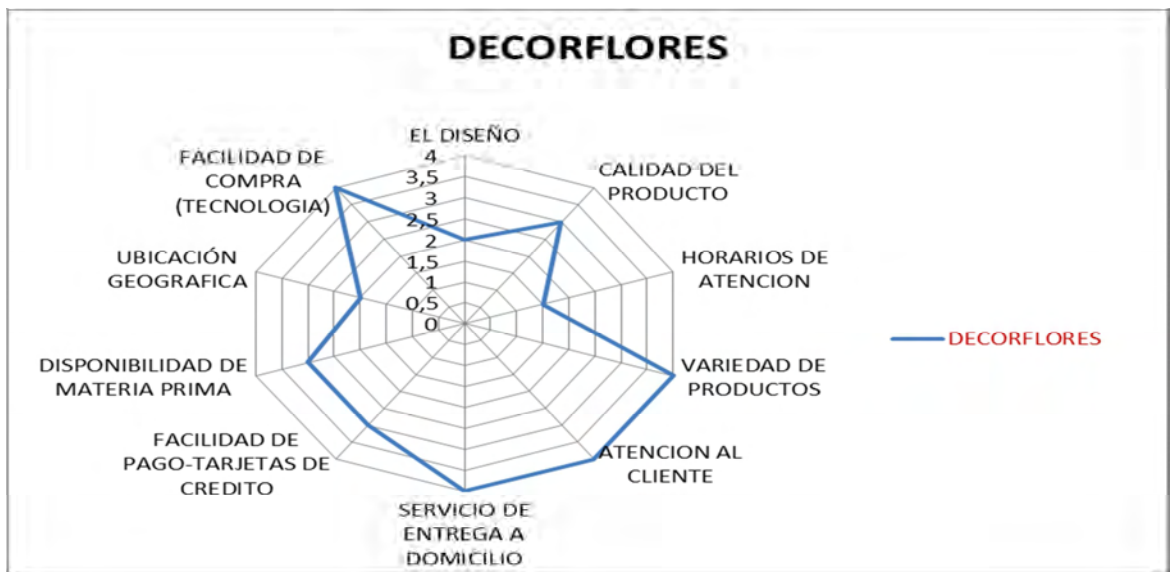 DECORFLORES
EL DISEÑO
4
3,5
3
2,5
2
1,5
1
0,5
0
CALIDAD DEL
PRODUCTO
HORARIOS DE
ATENCION
VARIEDAD DE
PRODUCTOS
ATENCION AL
CLIENTE
SERVICIO DE
ENTREGA A
DOMICILIO
FACILIDAD DE
PAGO-TARJETAS DE
CREDITO
DISPONIBILIDAD DE
MATERIA PRIMA
UBICACIÓN
GEOGRAFICA
FACILIDAD DE
COMPRA
(TECNOLOGIA)
DECORFLORES